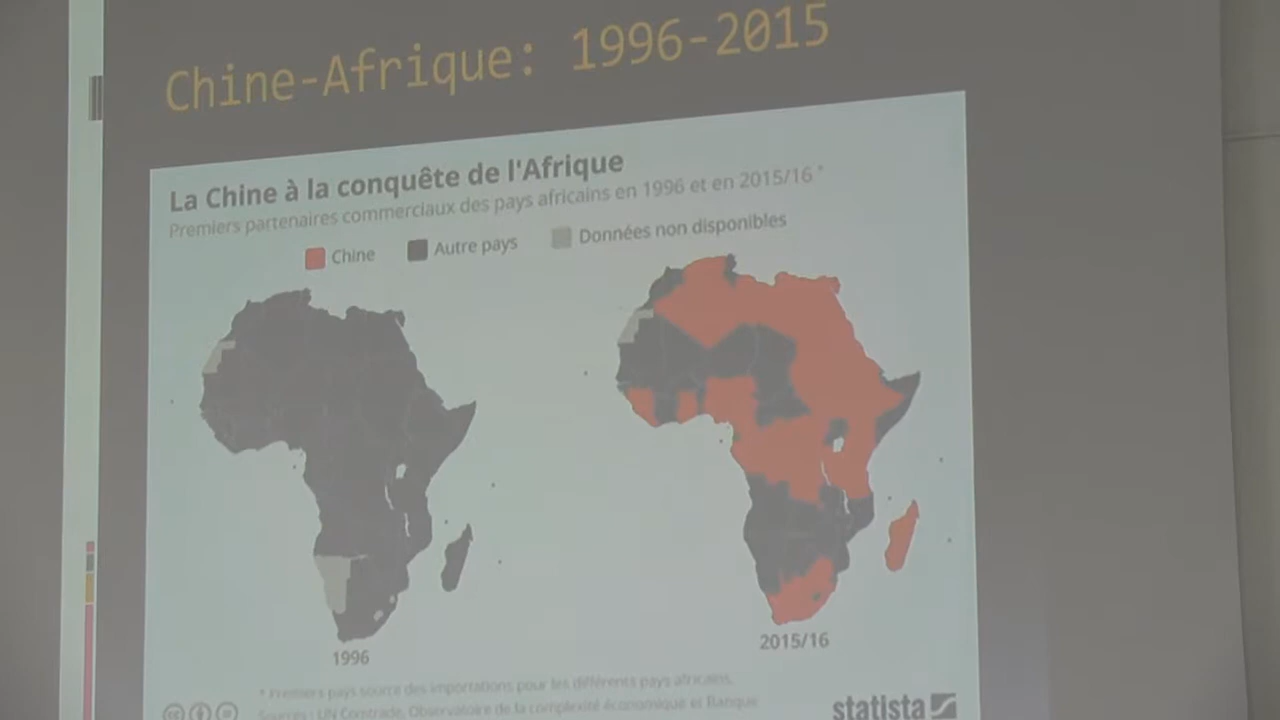 Chine-Afrique: 1996-2015
La Chine à la conquête de l'Afrique
Premiers partenaires commerciaux des pays africains en 1996 et en 2015/16 *
Chine
Autre pays
Données non disponibles
1996
2015/16
* Premiers pays source des importations pour les différents pays africains.
Sources : UN Comtrade, Observatoire de la complexité économique et Banque
statista